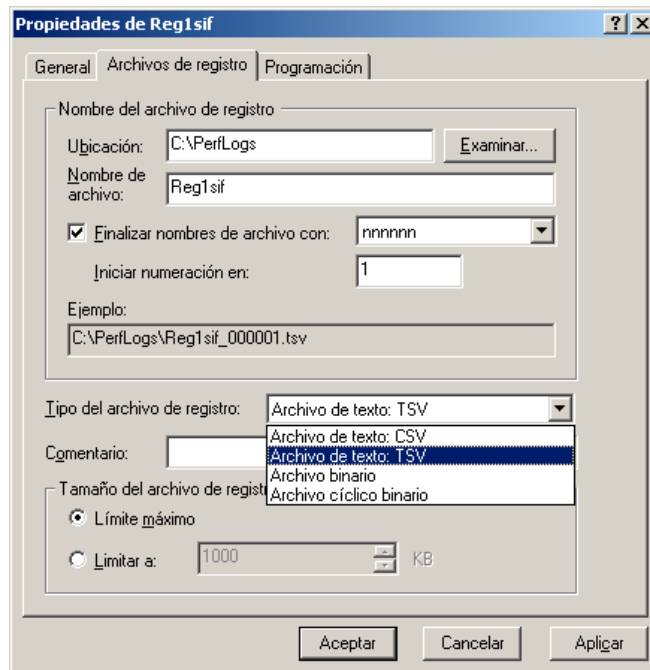 Propiedades de Reg1sif
General Archivos de registro Programación
Nombre del archivo de registro
Ubicación: C:\PerfLogs Examinar...
Nombre de archivo: Reg1sif
Finalizar nombres de archivo con: nnnnnn
Iniciar numeración en: 1
Ejemplo:
C:\PerfLogs\Reg1sif_000001.tsv
Tipo del archivo de registro: Archivo de texto: TSV
Archivo de texto: CSV
Comentario: Archivo de texto: TSV
Archivo binario
Tamaño del archivo de regist Archivo cíclico binario
Límite máximo
Limitar a: 1000 KB
Aceptar Cancelar Aplicar